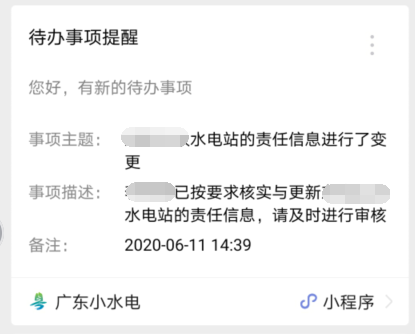 待办事项提醒
您好，有新的待办事项
事项主题： 水电站的责任信息进行了变
更
事项描述： 已按要求核实与更新
水电站的责任信息，请及时进行审核
备注： 2020-06-11 14:39
广东小水电 小程序